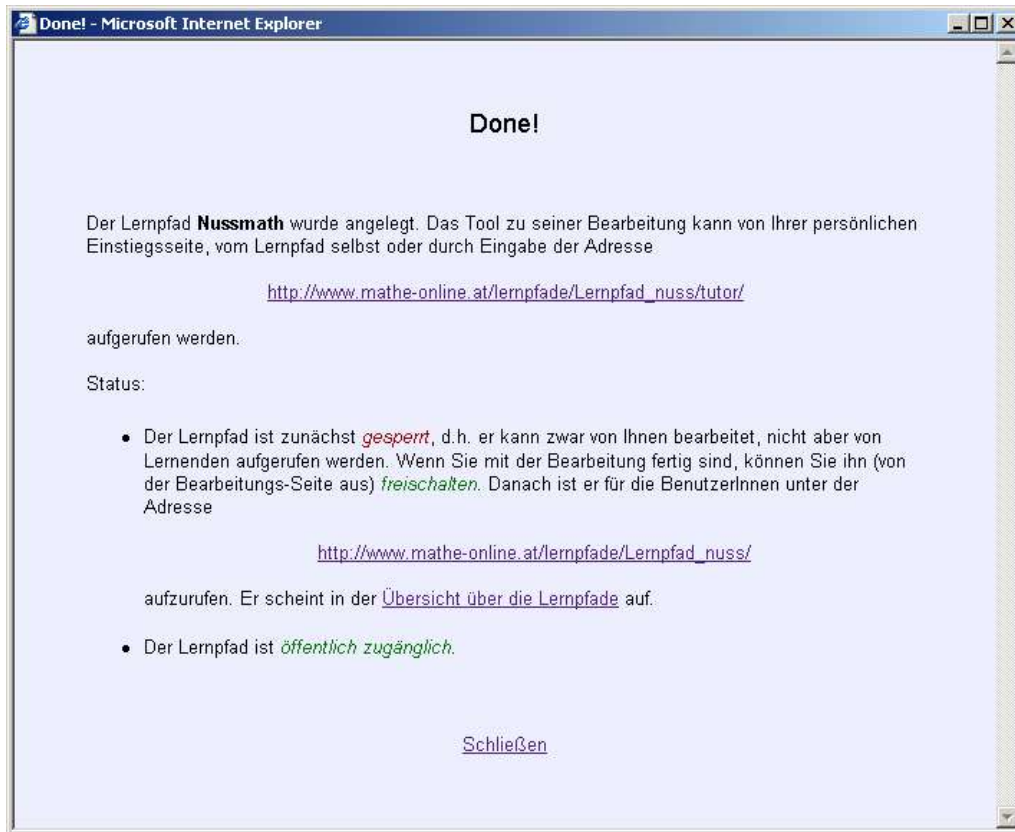 Done! - Microsoft Internet Explorer
Done!
Der Lernpfad Nussmath wurde angelegt. Das Tool zu seiner Bearbeitung kann von Ihrer persönlichen
Einstiegsseite, vom Lernpfad selbst oder durch Eingabe der Adresse
http://www.mathe-online.at/lernpfade/Lernpfad_nuss/tutor/
aufgerufen werden.
Status:
• Der Lernpfad ist zunächst gesperrt, d.h. er kann zwar von Ihnen bearbeitet, nicht aber von
Lernenden aufgerufen werden. Wenn Sie mit der Bearbeitung fertig sind, können Sie ihn (von
der Bearbeitungs-Seite aus) freischalten. Danach ist er für die BenutzerInnen unter der
Adresse
http://www.mathe-online.at/lernpfade/Lernpfad_nuss/
aufzurufen. Er scheint in der Übersicht über die Lernpfade auf.
• Der Lernpfad ist öffentlich zugänglich.
Schließen